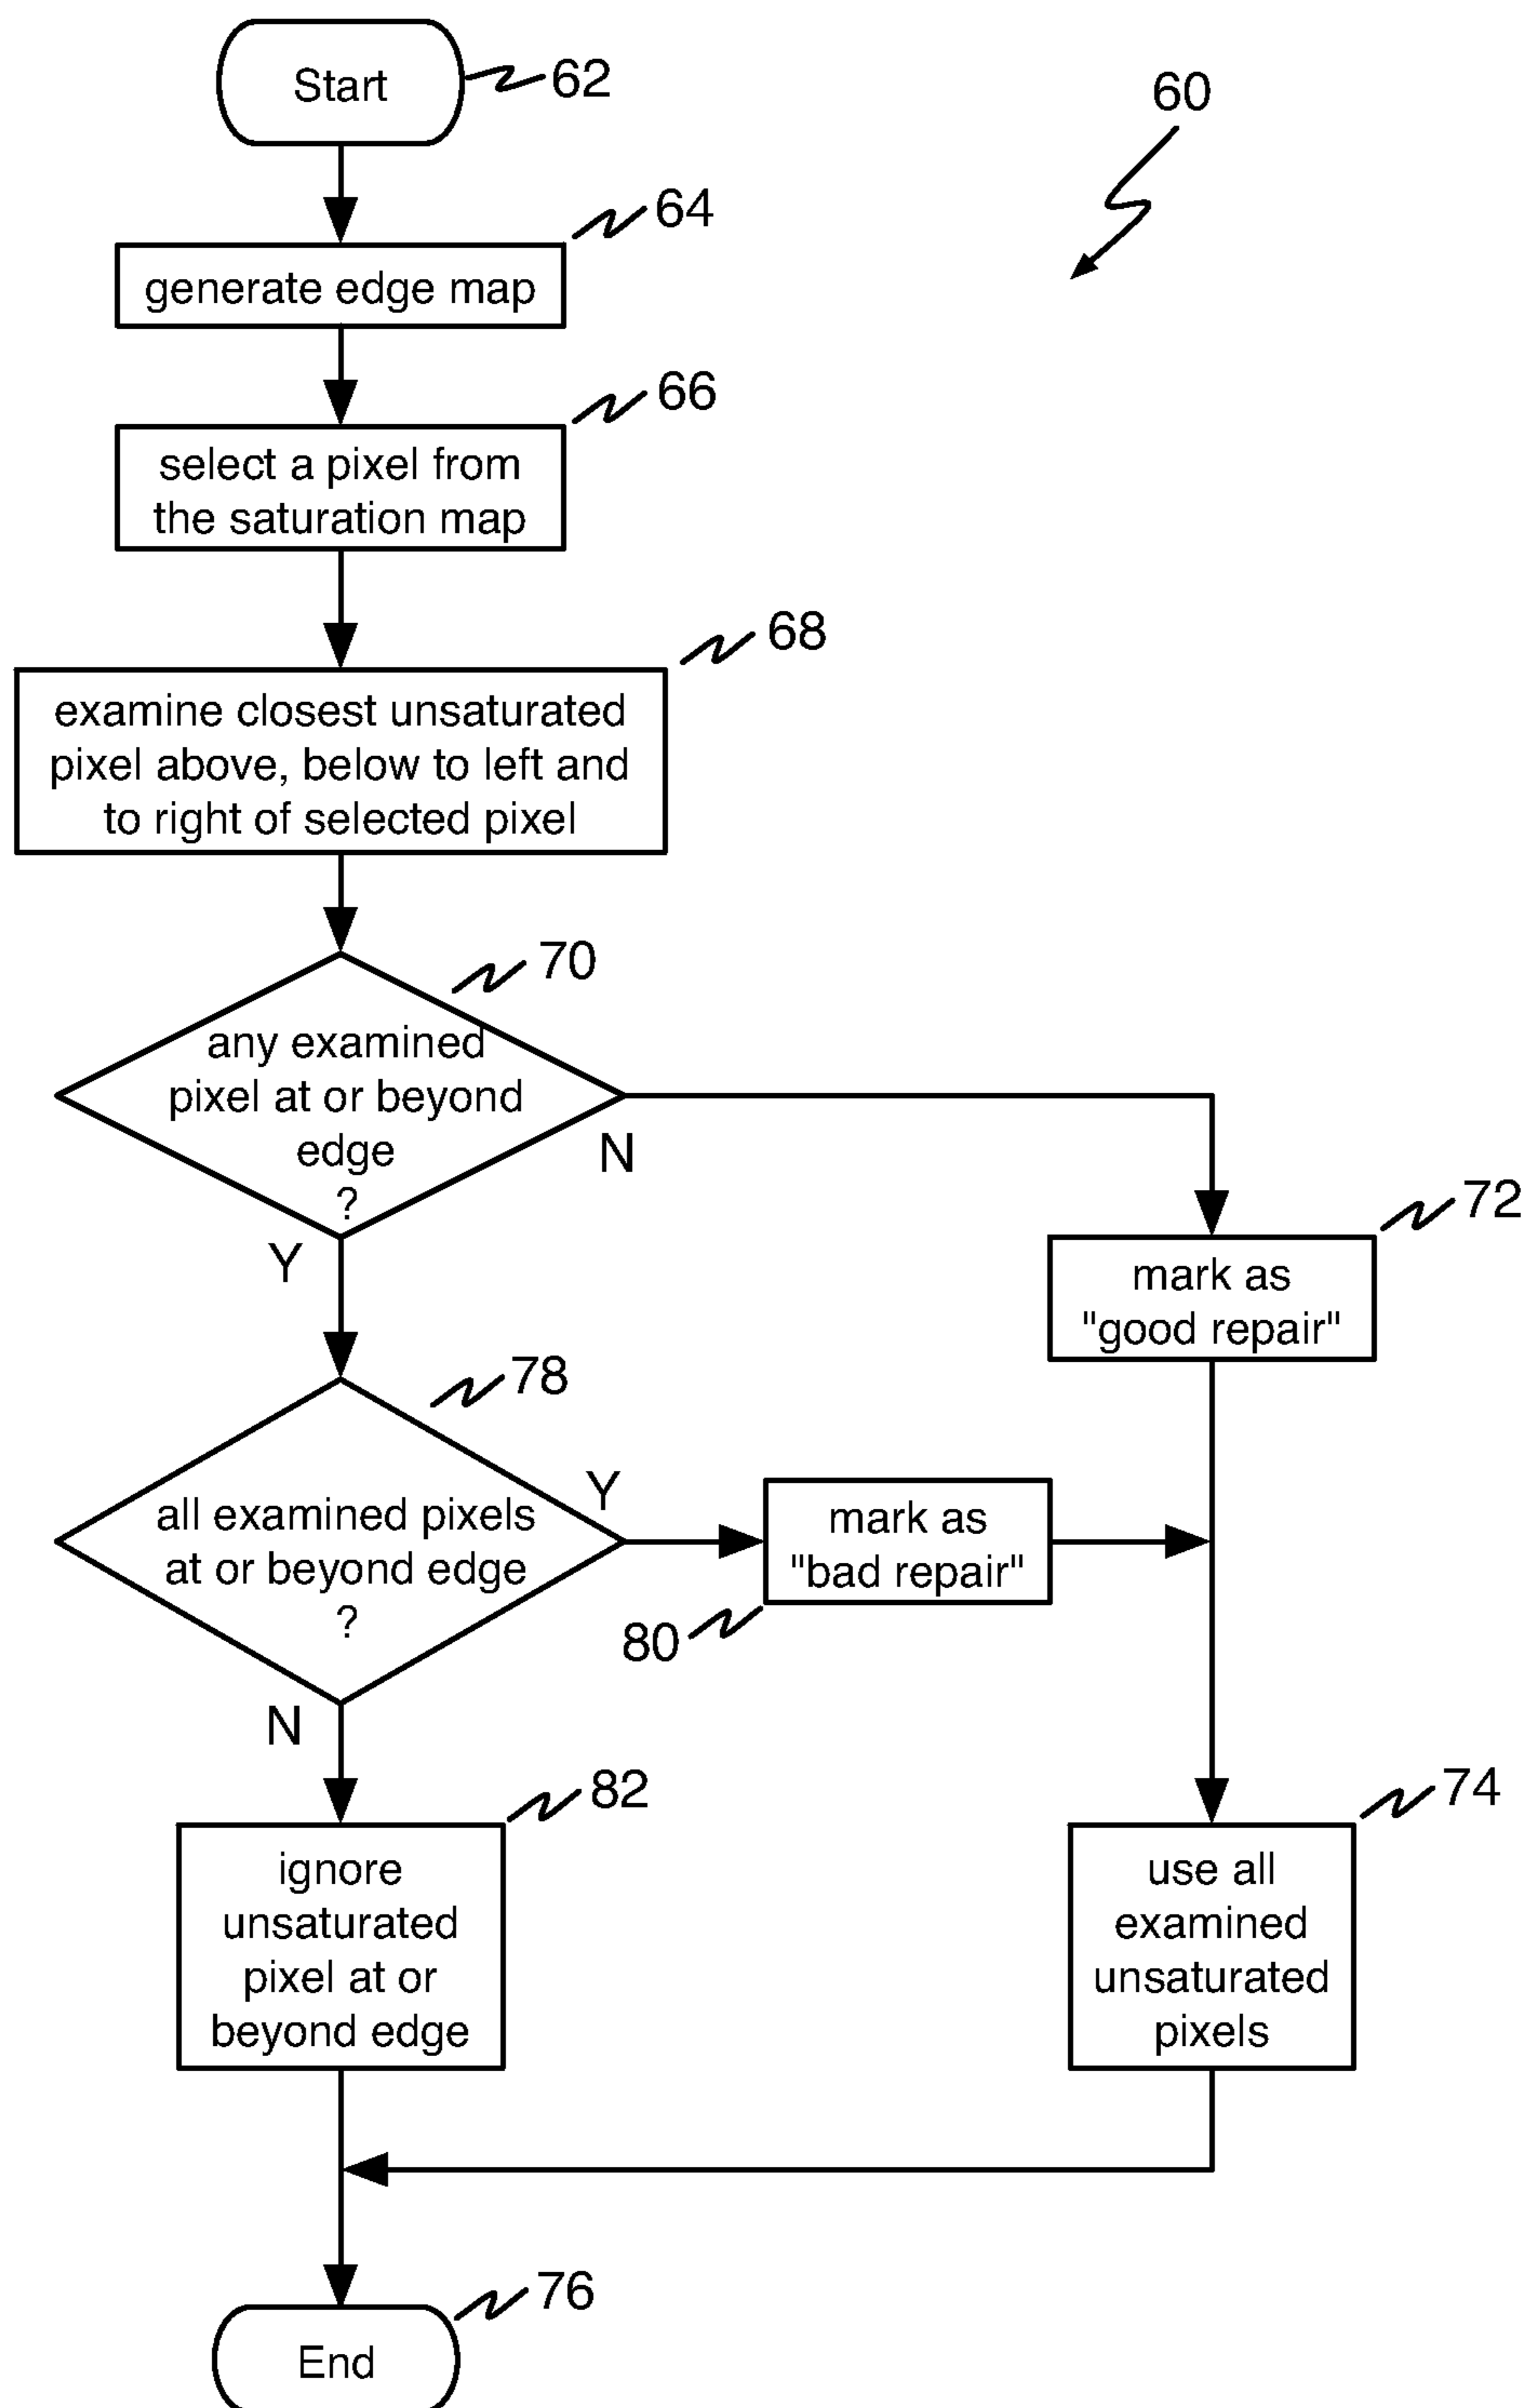 Start
62
60
64
generate edge map
66
select a pixel from
the saturation map
68
examine closest unsaturated
pixel above, below to left and
to right of selected pixel
70
any examined
pixel at or beyond
edge
?
N
Y
72
mark as
"good repair"
78
all examined pixels
at or beyond edge
?
Y
mark as
"bad repair"
80
N
82
ignore
unsaturated
pixel at or
beyond edge
74
use all
examined
unsaturated
pixels
76
End